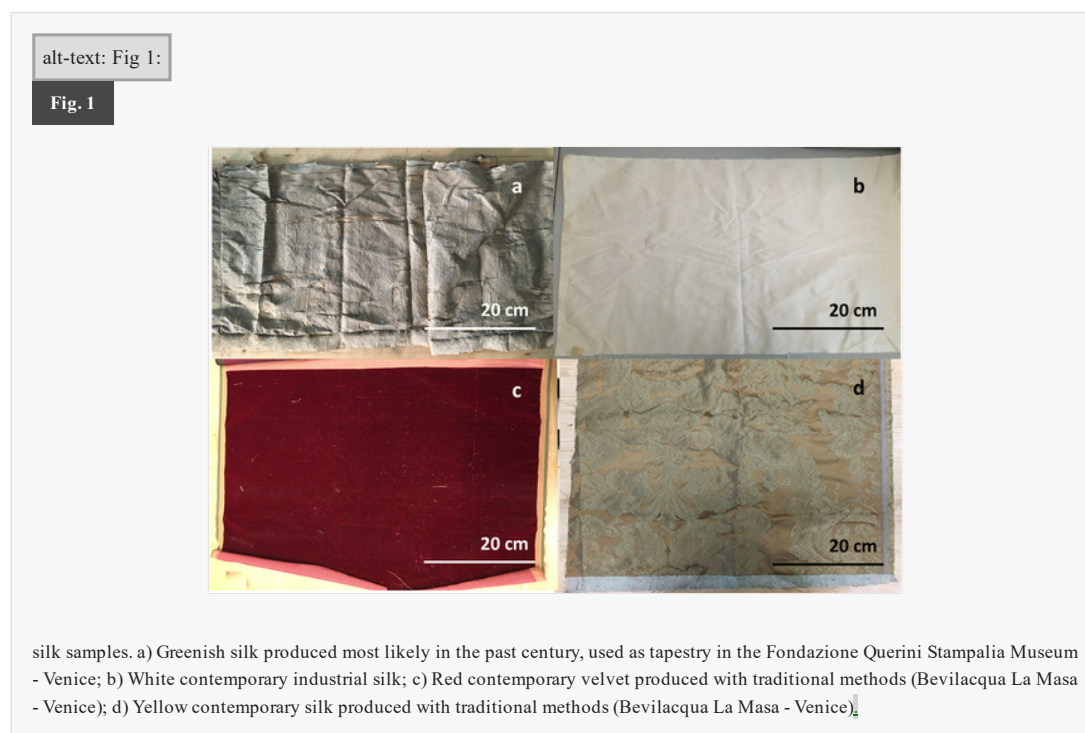 alt-text: Fig 1:
Fig. 1
a
b
20 cm
20 cm
c
d
20 cm
20 cm
silk samples. a) Greenish silk produced most likely in the past century, used as tapestry in the Fondazione Querini Stampalia Museum
- Venice; b) White contemporary industrial silk; c) Red contemporary velvet produced with traditional methods (Bevilacqua La Masa
- Venice); d) Yellow contemporary silk produced with traditional methods (Bevilacqua La Masa - Venice).